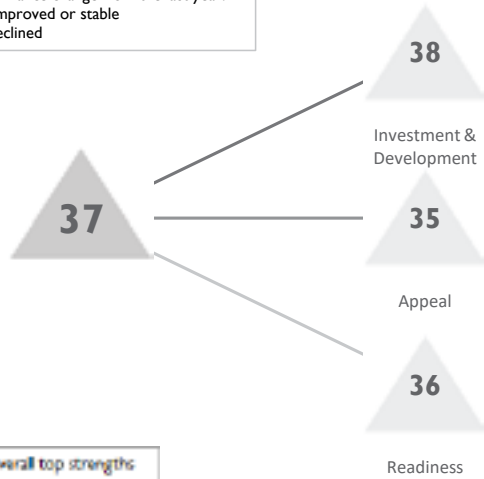 improved or stable
eclined
38
Investment &
Development
37
35
Appeal
36
Readiness
verall top strengths